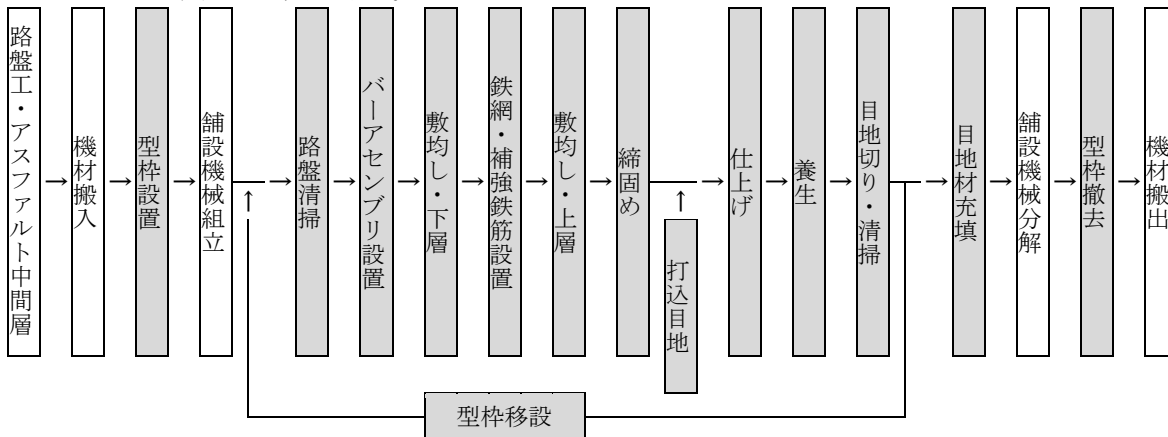 路盤工・アスファルト中間層
機材搬入
型枠設置
舗設機械組立
路盤清掃
バーアセンブリ設置
敷均し・下層
鉄網・補強鉄筋設置
敷均し・上層
締固め
打込目地
仕上げ
養生
目地切り・清掃
目地材充填
舗設機械分解
型枠撤去
機材搬出
型枠移設